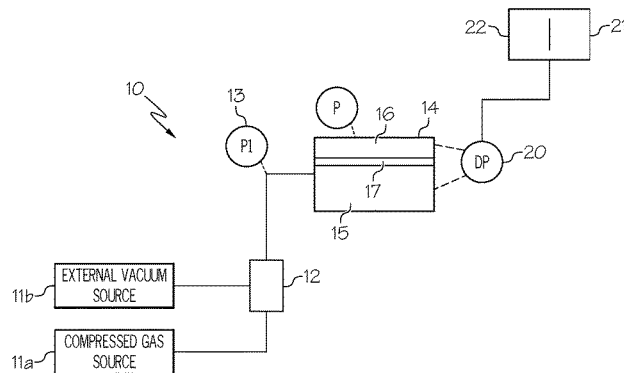 22
21
10
13
P
16
14
P1
DP
20
17
15
12
EXTERNAL VACUUM
SOURCE
11b
COMPRESSED GAS
SOURCE
11a